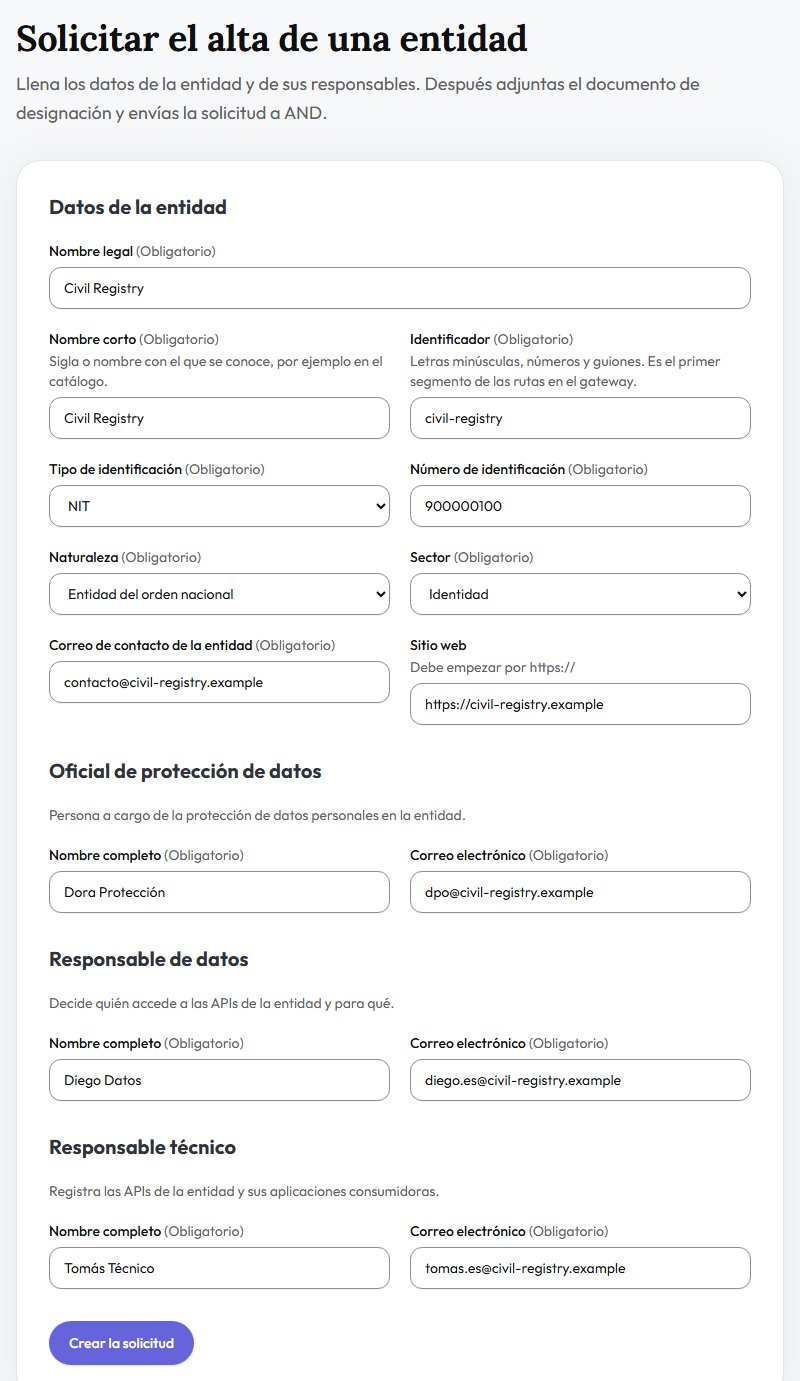 Solicitar el alta de una entidad
Llena los datos de la entidad y de sus responsables. Después adjuntas el documento de
designación y envías la solicitud a AND.
Datos de la entidad
Nombre legal (Obligatorio)
Civil Registry
Nombre corto (Obligatorio)
Sigla o nombre con el que se conoce, por ejemplo en el
catálogo.
Civil Registry
Identificador (Obligatorio)
Letras minúsculas, números y guiones. Es el primer
segmento de las rutas en el gateway.
civil-registry
Tipo de identificación (Obligatorio)
NIT
Número de identificación (Obligatorio)
900000100
Naturaleza (Obligatorio)
Entidad del orden nacional
Sector (Obligatorio)
Identidad
Correo de contacto de la entidad (Obligatorio)
contacto@civil-registry.example
Sitio web
Debe empezar por https://
https://civil-registry.example
Oficial de protección de datos
Persona a cargo de la protección de datos personales en la entidad.
Nombre completo (Obligatorio)
Dora Protección
Correo electrónico (Obligatorio)
dpo@civil-registry.example
Responsable de datos
Decide quién accede a las APIs de la entidad y para qué.
Nombre completo (Obligatorio)
Diego Datos
Correo electrónico (Obligatorio)
diego.es@civil-registry.example
Responsable técnico
Registra las APIs de la entidad y sus aplicaciones consumidoras.
Nombre completo (Obligatorio)
Tomás Técnico
Correo electrónico (Obligatorio)
tomas.es@civil-registry.example
Crear la solicitud